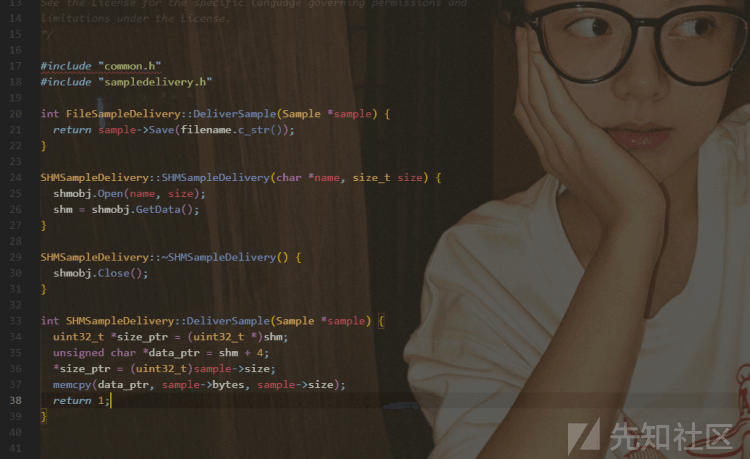 13 See the License for the specific language governing permissions and
14 limitations under the License.
15 */
16
17 #include "common.h"
18 #include "sampledelivery.h"
19
20 int FileSampleDelivery::DeliverSample(Sample *sample) {
21   return sample->Save(filename.c_str());
22 }
23
24 SHMSampleDelivery::SHMSampleDelivery(char *name, size_t size) {
25   shmobj.Open(name, size);
26   shm = shmobj.GetData();
27 }
28
29 SHMSampleDelivery::~SHMSampleDelivery() {
30   shmobj.Close();
31 }
32
33 int SHMSampleDelivery::DeliverSample(Sample *sample) {
34   uint32_t *size_ptr = (uint32_t *)shm;
35   unsigned char *data_ptr = shm + 4;
36   *size_ptr = (uint32_t)sample->size;
37   memcpy(data_ptr, sample->bytes, sample->size);
38   return 1;
39 }
40
41
先知社区